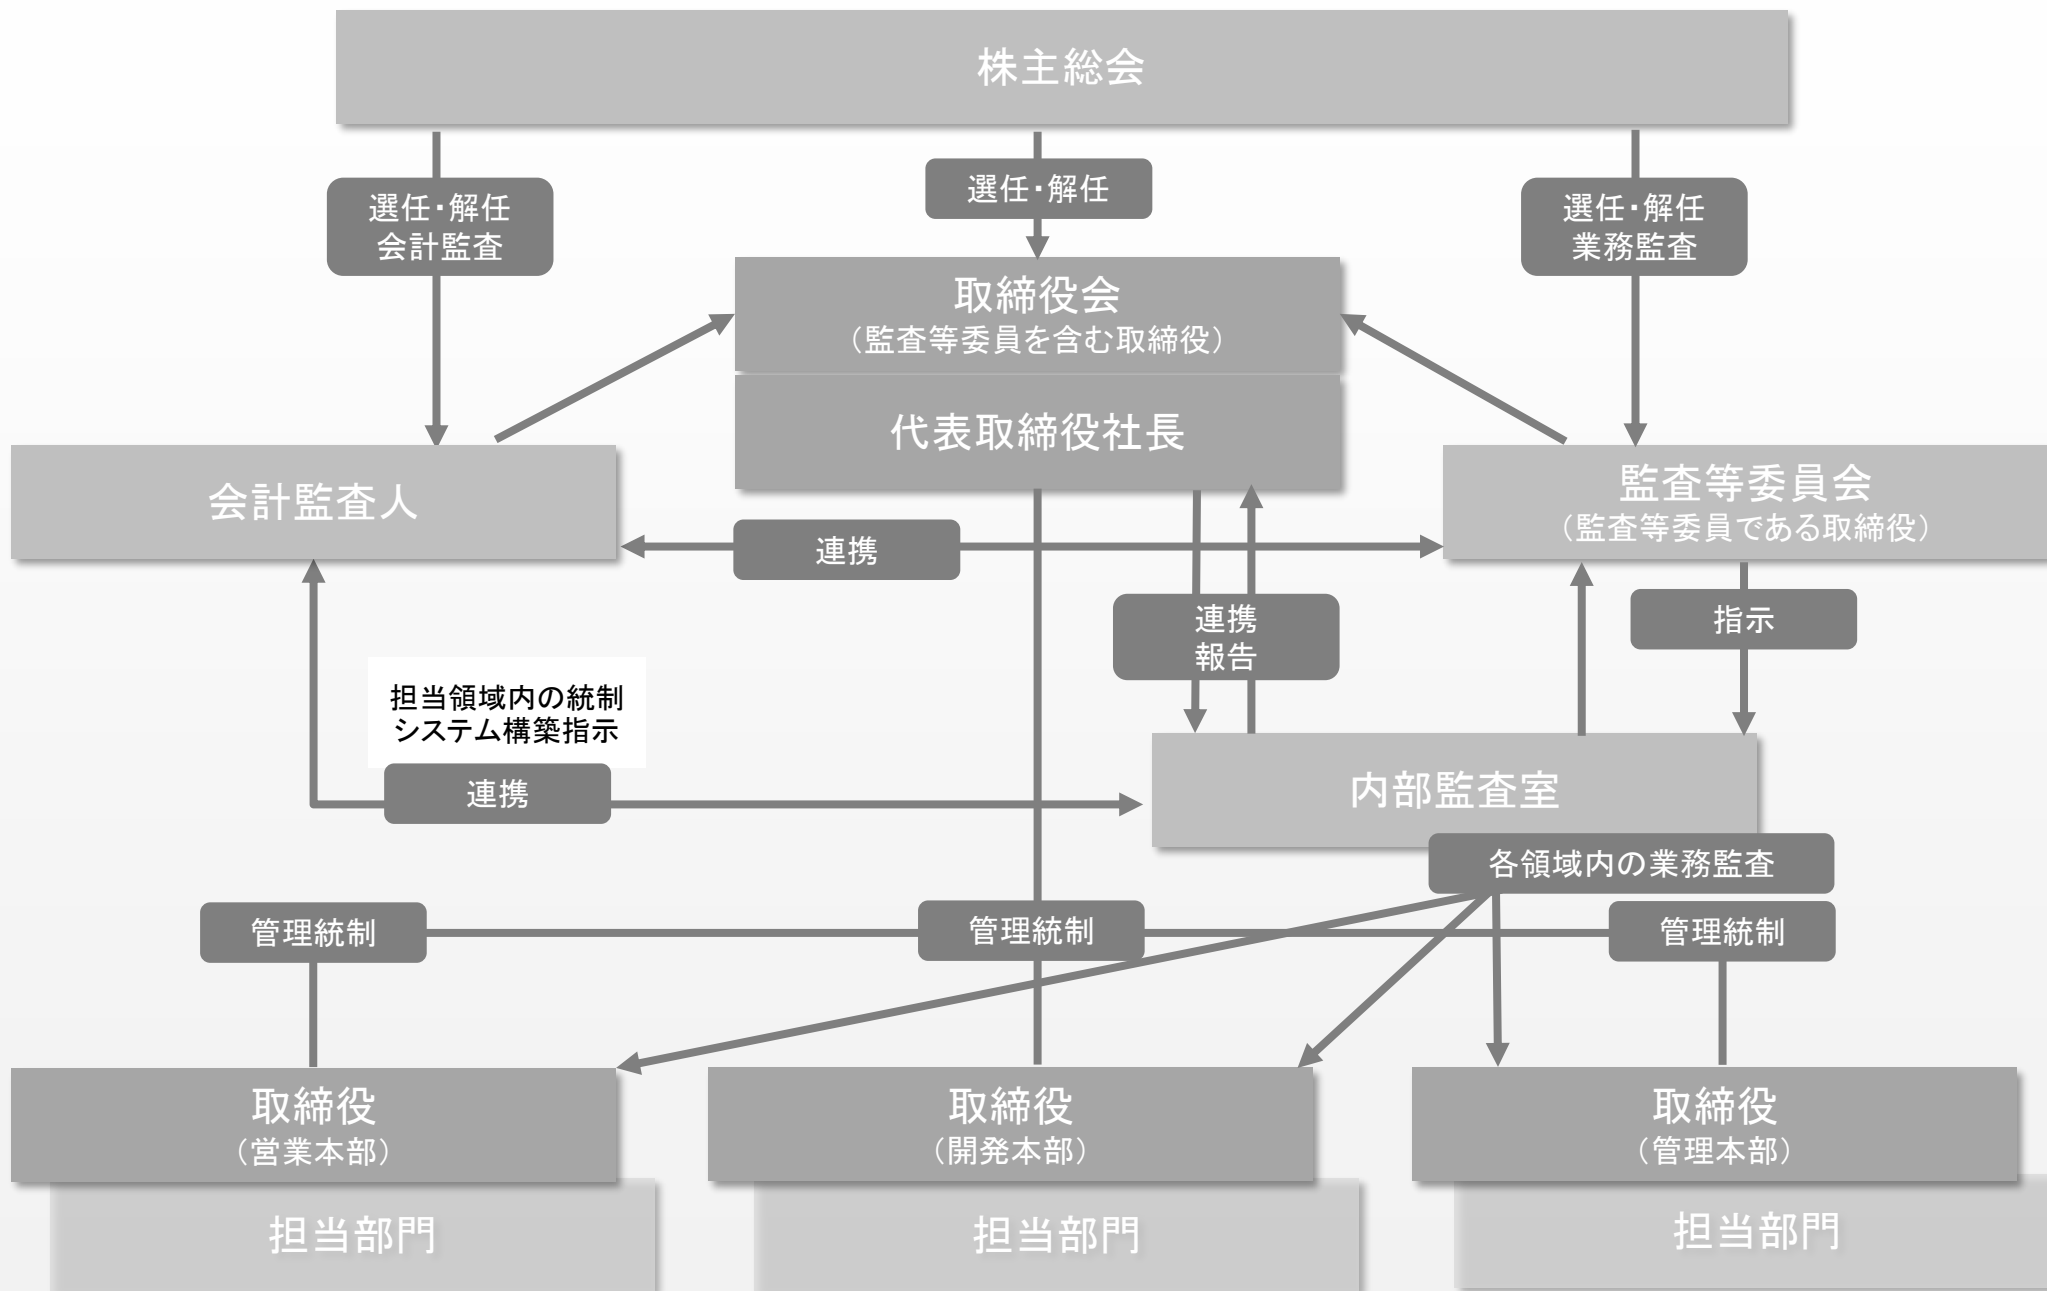 株主総会
選任・解任
会計監査
選任・解任
選任・解任
業務監査
取締役会
（監査等委員を含む取締役）
代表取締役社長
会計監査人
監査等委員会
（監査等委員である取締役）
連携
連携
報告
指示
担当領域内の統制
システム構築指示
連携
内部監査室
各領域内の業務監査
管理統制
管理統制
管理統制
取締役
（営業本部）
取締役
（開発本部）
取締役
（管理本部）
担当部門
担当部門
担当部門